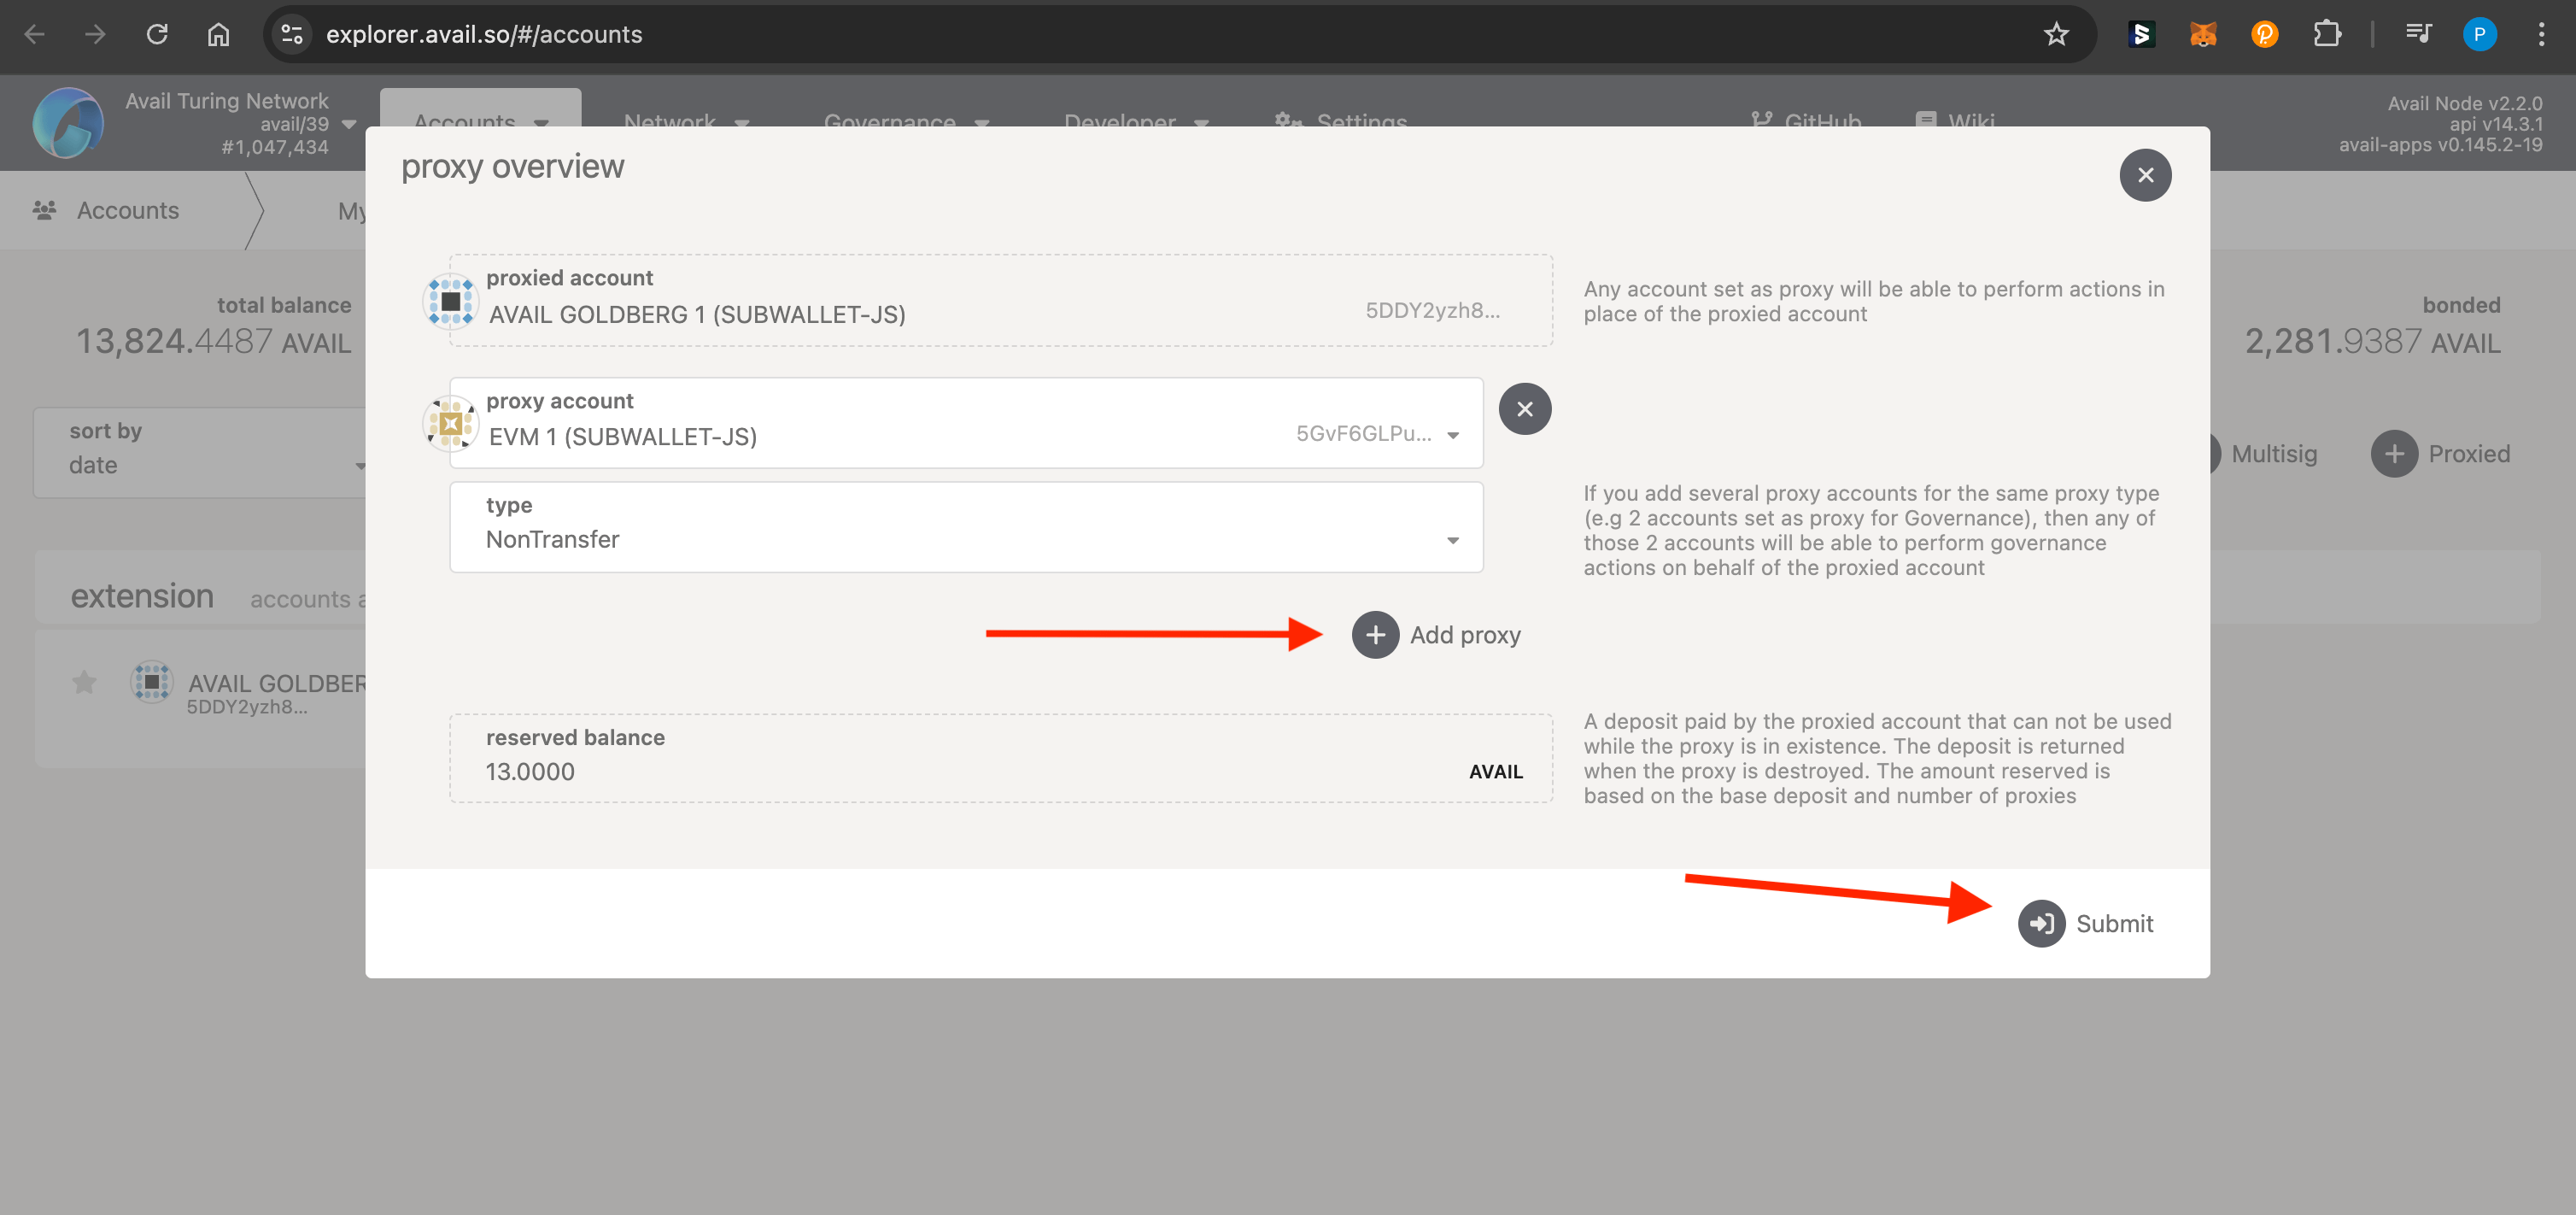 explorer.avail.so/#/accounts
P
Avail Turing Network
avail/39
#1,047,434
Accounts
Network
Governance
Developer
Settings
GitHub
Wiki
Avail Node v2.2.0
api v14.3.1
avail-apps v0.145.2-19
Accounts
My
proxy overview
total balance
13,824.4487 AVAIL
bonded
2,281.9387 AVAIL
proxied account
AVAIL GOLDBERG 1 (SUBWALLET-JS)
5DDY2yzh8...
Any account set as proxy will be able to perform actions in
place of the proxied account
proxy account
EVM 1 (SUBWALLET-JS)
5GvF6GLPu...
sort by
date
Multisig
Proxied
type
NonTransfer
If you add several proxy accounts for the same proxy type
(e.g 2 accounts set as proxy for Governance), then any of
those 2 accounts will be able to perform governance
actions on behalf of the proxied account
extension
accounts a
Add proxy
AVAIL GOLDBER
5DDY2yzh8...
reserved balance
13.0000
AVAIL
A deposit paid by the proxied account that can not be used
while the proxy is in existence. The deposit is returned
when the proxy is destroyed. The amount reserved is
based on the base deposit and number of proxies
Submit